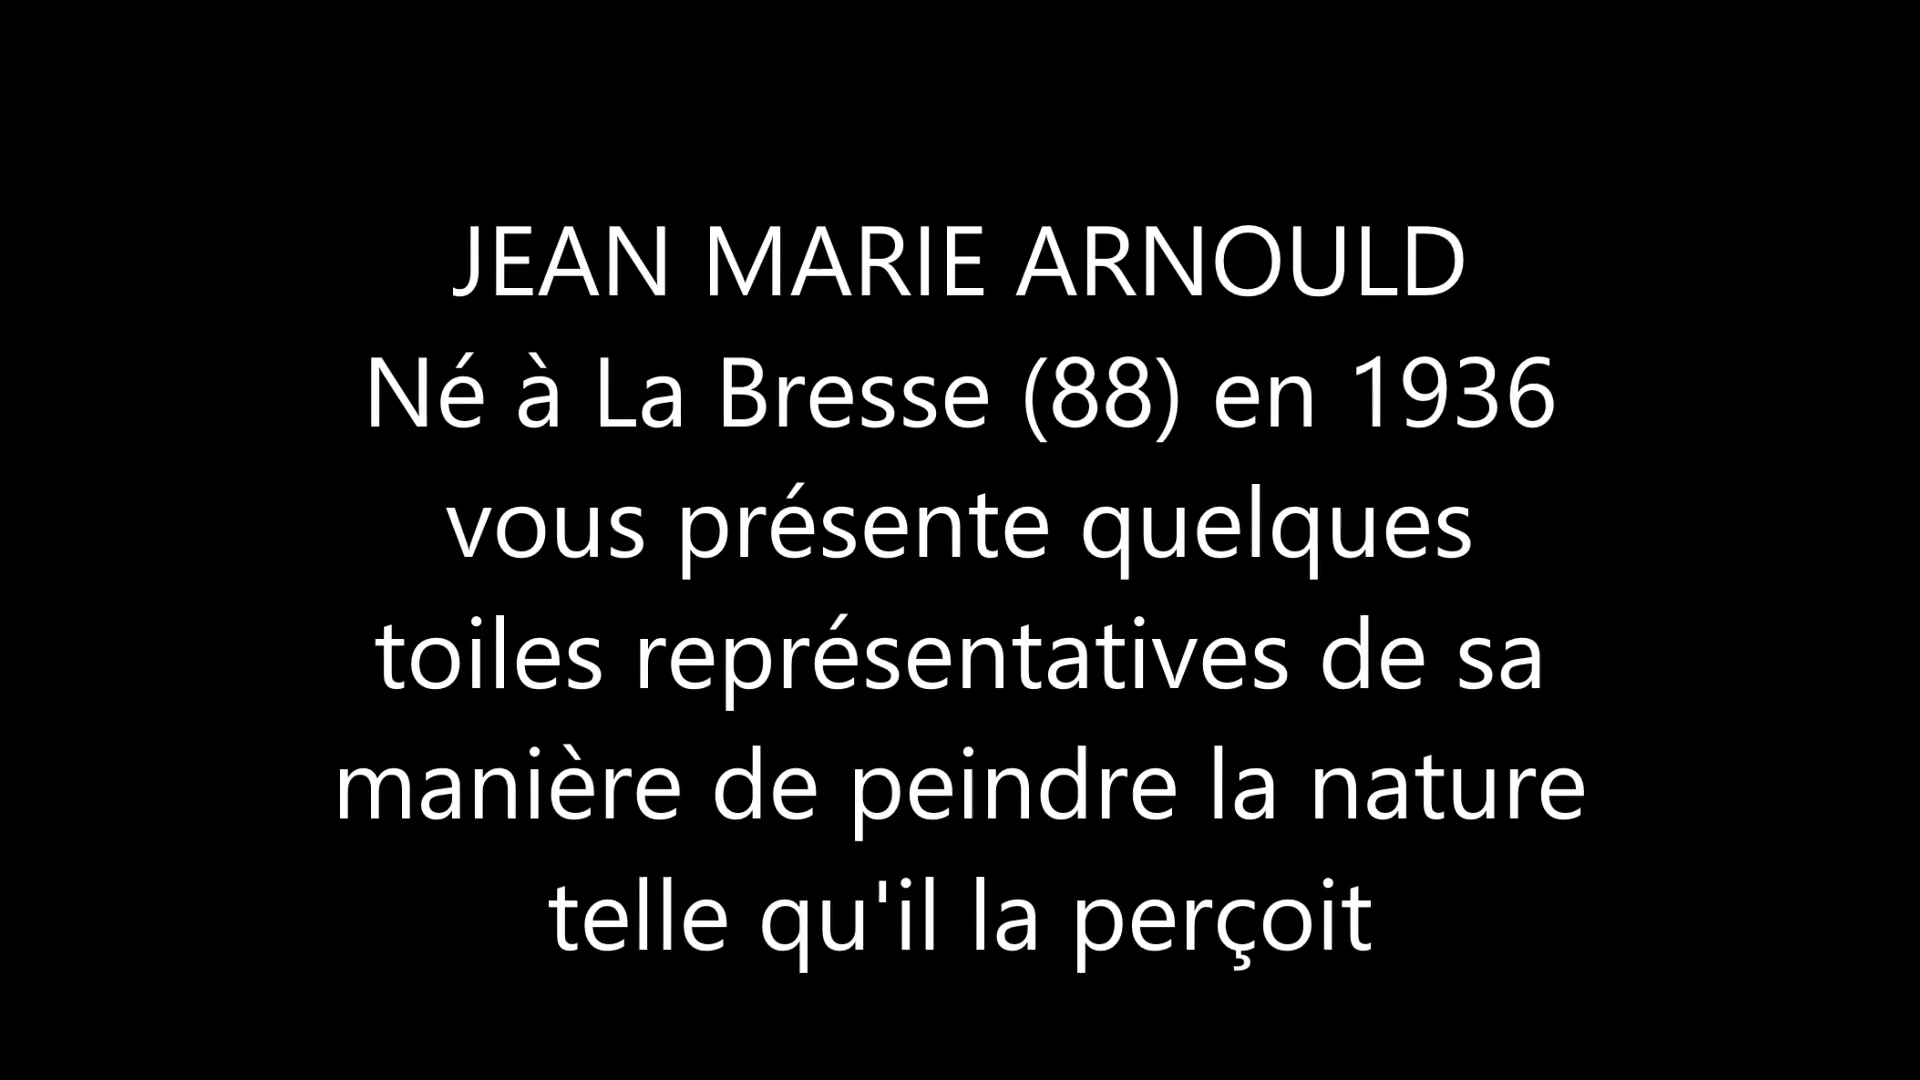 JEAN MARIE ARNOULD
Né à La Bresse (88) en 1936
vous présente quelques
toiles représentatives de sa
manière de peindre la nature
telle qu'il la perçoit